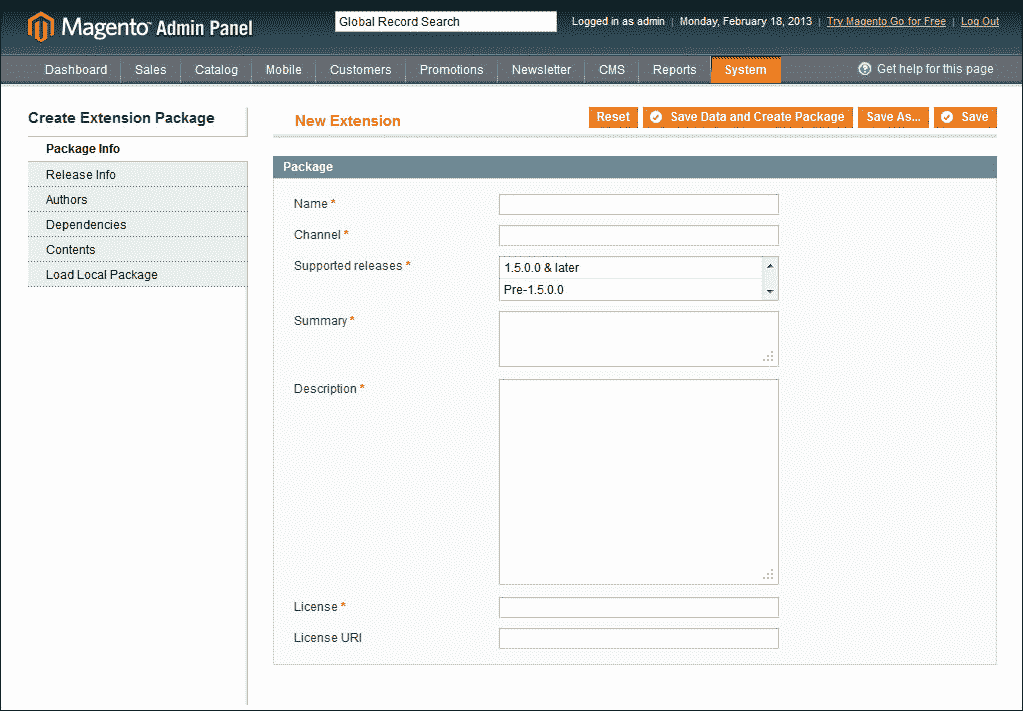 Magento™ Admin Panel
Global Record Search
Logged in as admin | Monday, February 18, 2013 | Try Magento Go for Free | Log Out
Dashboard Sales Catalog Mobile Customers Promotions Newsletter CMS Reports System Get help for this page
Create Extension Package
Package Info
Release Info
Authors
Dependencies
Contents
Load Local Package
New Extension Reset Save Data and Create Package Save As... Save
Package
Name *
Channel *
Supported releases *
1.5.0.0 & later
Pre-1.5.0.0
Summary *
Description *
License *
License URI